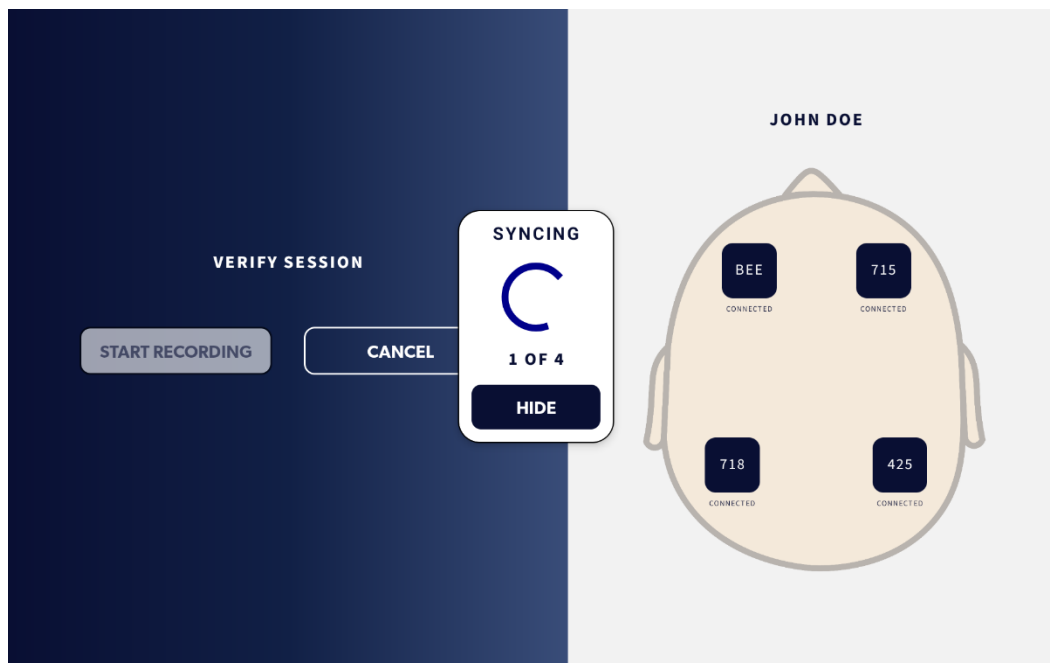 VERIFY SESSION
START RECORDING
CANCEL
SYNCING
1 OF 4
HIDE
JOHN DOE
BEE
CONNECTED
715
CONNECTED
718
CONNECTED
425
CONNECTED